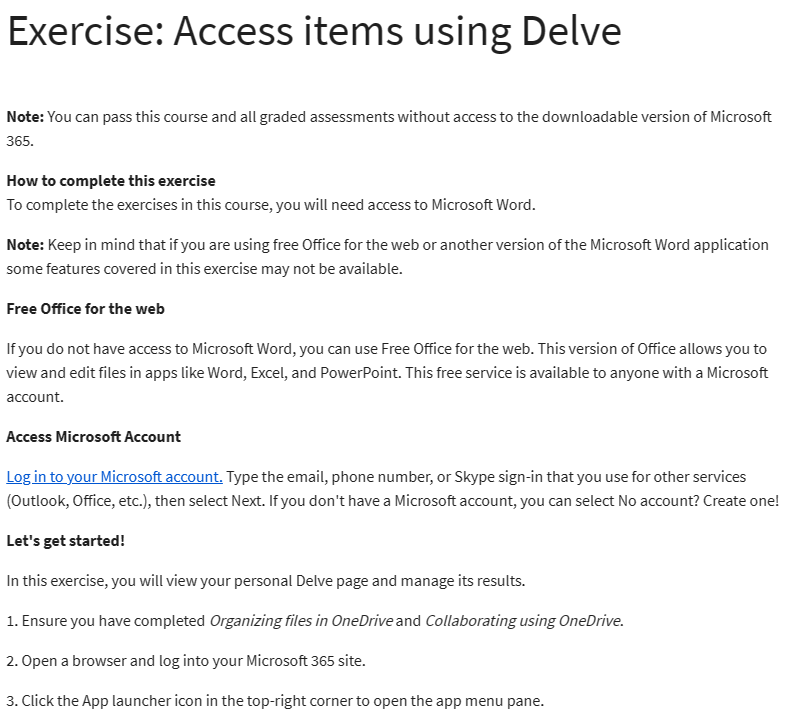 Exercise: Access items using Delve
Note: You can pass this course and all graded assessments without access to the downloadable version of Microsoft
365.
How to complete this exercise
To complete the exercises in this course, you will need access to Microsoft Word.
Note: Keep in mind that if you are using free Office for the web or another version of the Microsoft Word application
some features covered in this exercise may not be available.
Free Office for the web
If you do not have access to Microsoft Word, you can use Free Office for the web. This version of Office allows you to
view and edit files in apps like Word, Excel, and PowerPoint. This free service is available to anyone with a Microsoft
account.
Access Microsoft Account
Log in to your Microsoft account. Type the email, phone number, or Skype sign-in that you use for other services
(Outlook, Office, etc.), then select Next. If you don't have a Microsoft account, you can select No account? Create one!
Let's get started!
In this exercise, you will view your personal Delve page and manage its results.
1. Ensure you have completed Organizing files in OneDrive and Collaborating using OneDrive.
2. Open a browser and log into your Microsoft 365 site.
3. Click the App launcher icon in the top-right corner to open the app menu pane.